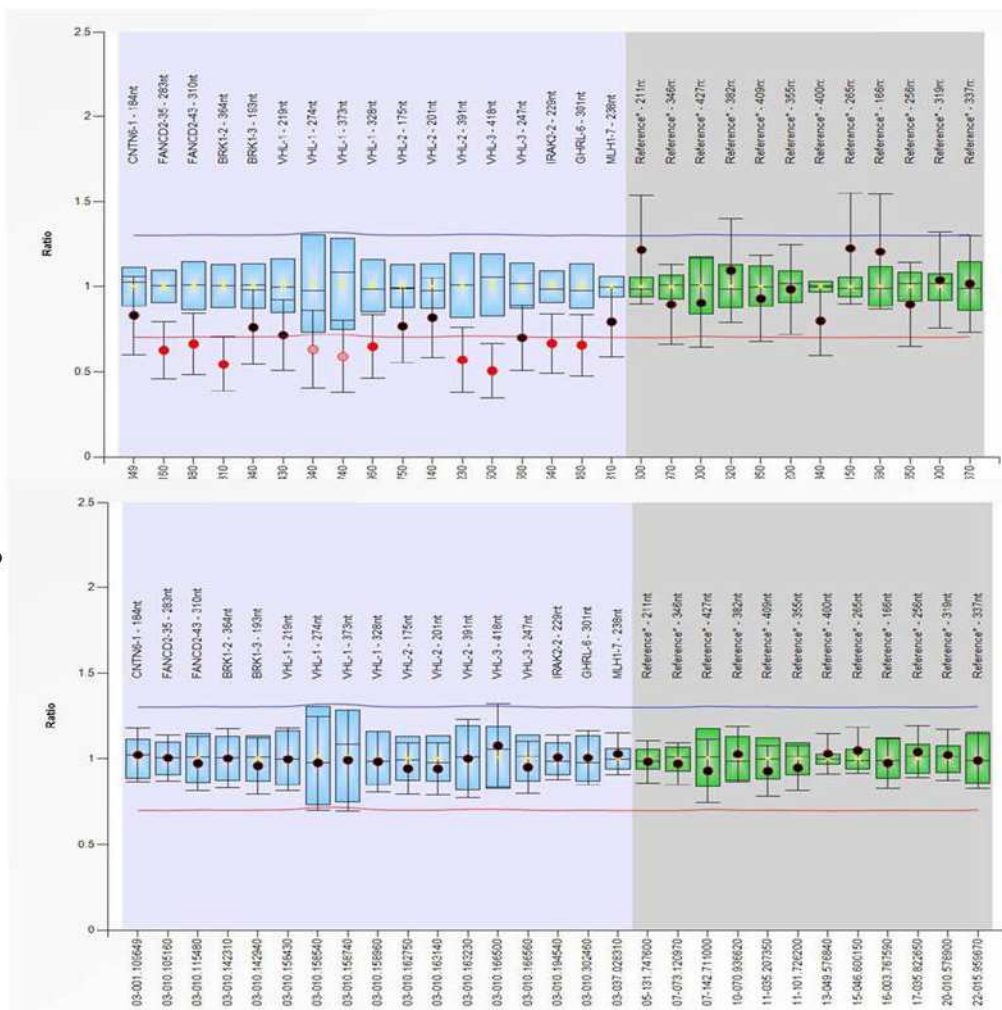 2.5
2
1.5
1
0.5
0
Ratio
CNTN6-1 - 184nt
FANCD2-35 - 283nt
FANCD2-43 - 310nt
BRK1-2 - 364nt
BRK1-3 - 193nt
VHL-1 - 219nt
VHL-1 - 274nt
VHL-1 - 373nt
VHL-1 - 328nt
VHL-2 - 175nt
VHL-2 - 201nt
VHL-2 - 391nt
VHL-3 - 418nt
VHL-3 - 247nt
IRAK2-2 - 229nt
GHRL-6 - 301nt
MLH1-7 - 238nt
Reference* - 211nt
Reference* - 346nt
Reference* - 427nt
Reference* - 382nt
Reference* - 409nt
Reference* - 355nt
Reference* - 400nt
Reference* - 265nt
Reference* - 166nt
Reference* - 256nt
Reference* - 319nt
Reference* - 337nt
2.5
2
1.5
1
0.5
0
Ratio
CNTN6-1 - 184nt
FANCD2-35 - 283nt
FANCD2-43 - 310nt
BRK1-2 - 364nt
BRK1-3 - 193nt
VHL-1 - 219nt
VHL-1 - 274nt
VHL-1 - 373nt
VHL-1 - 328nt
VHL-2 - 175nt
VHL-2 - 201nt
VHL-2 - 391nt
VHL-3 - 418nt
VHL-3 - 247nt
IRAK2-2 - 229nt
GHRL-6 - 301nt
MLH1-7 - 238nt
Reference* - 211nt
Reference* - 346nt
Reference* - 427nt
Reference* - 382nt
Reference* - 409nt
Reference* - 355nt
Reference* - 400nt
Reference* - 265nt
Reference* - 166nt
Reference* - 256nt
Reference* - 319nt
Reference* - 337nt
03-001.105649
03-010.105160
03-010.115480
03-010.142310
03-010.142940
03-010.158430
03-010.158540
03-010.158740
03-010.158960
03-010.162750
03-010.163140
03-010.163230
03-010.166500
03-010.166560
03-010.194540
03-010.302460
03-037.028310
05-131.747600
07-073.120970
07-142.711000
10-070.936620
11-035.207350
11-101.726200
13-049.576840
15-046.600150
16-003.767590
17-035.822650
20-010.578900
22-015.959670